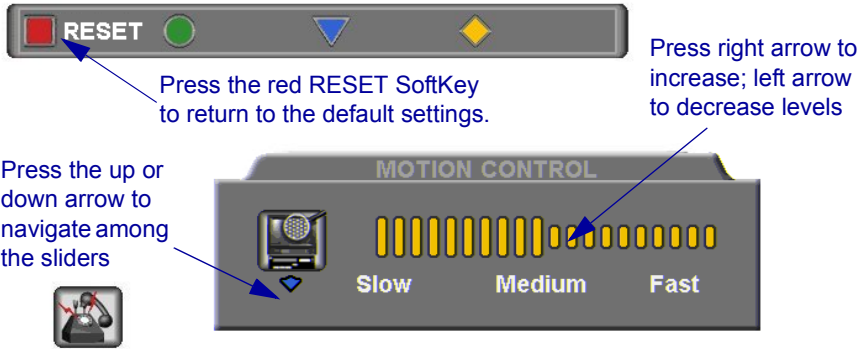 RESET
Press the red RESET SoftKey
to return to the default settings.
Press right arrow to
increase; left arrow
to decrease levels
Press the up or
down arrow to
navigate among
the sliders
MOTION CONTROL
Slow Medium Fast